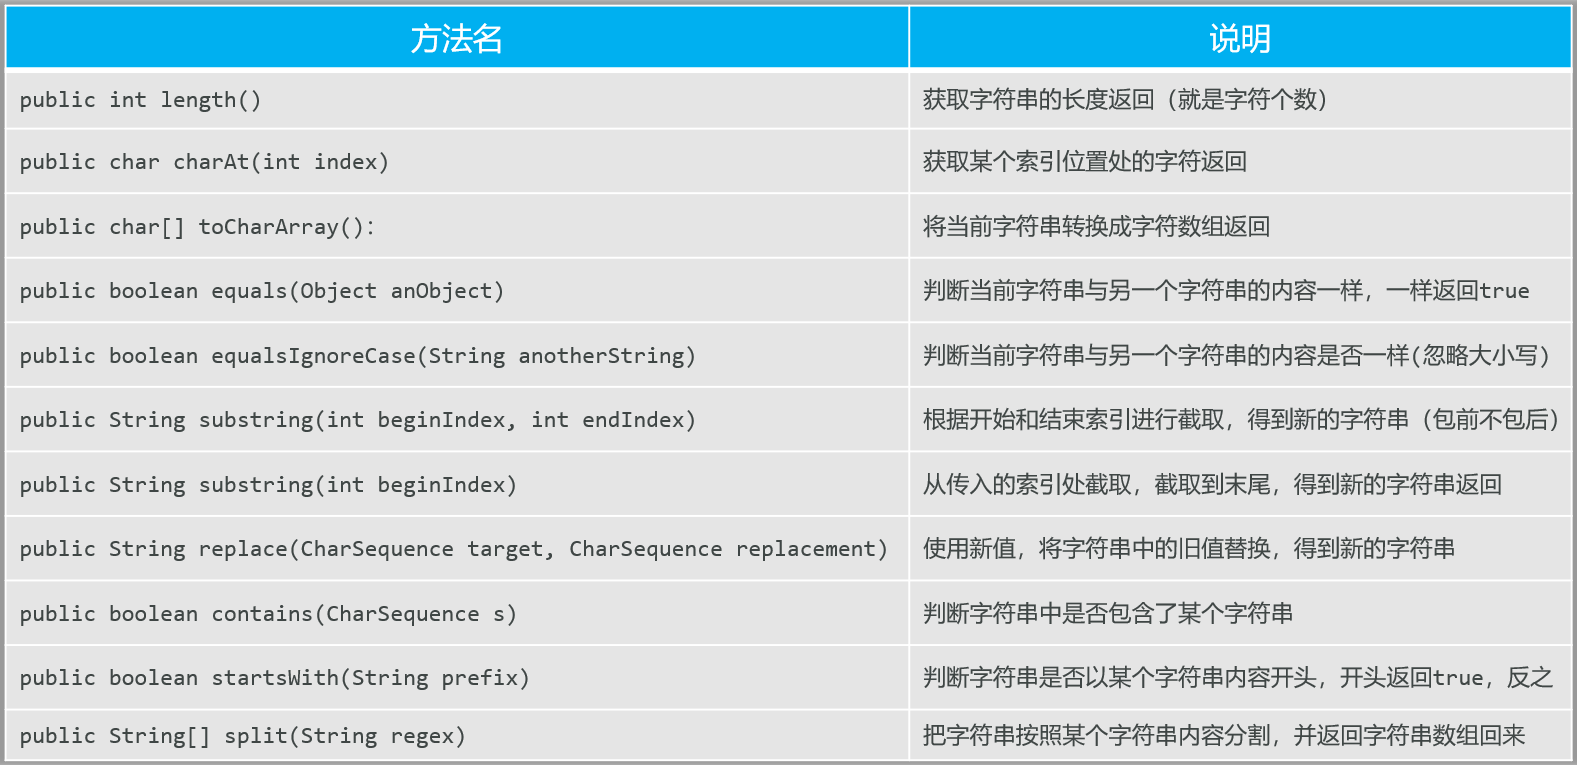 方法名 说明
public int length() 获取字符串的长度返回（就是字符个数）
public char charAt(int index) 获取某个索引位置处的字符返回
public char[] toCharArray()： 将当前字符串转换成字符数组返回
public boolean equals(Object anObject) 判断当前字符串与另一个字符串的内容一样，一样返回true
public boolean equalsIgnoreCase(String anotherString) 判断当前字符串与另一个字符串的内容是否一样(忽略大小写)
public String substring(int beginIndex, int endIndex) 根据开始和结束索引进行截取，得到新的字符串（包前不包后）
public String substring(int beginIndex) 从传入的索引处截取，截取到末尾，得到新的字符串返回
public String replace(CharSequence target, CharSequence replacement) 使用新值，将字符串中的旧值替换，得到新的字符串
public boolean contains(CharSequence s) 判断字符串中是否包含了某个字符串
public boolean startsWith(String prefix) 判断字符串是否以某个字符串内容开头，开头返回true，反之
public String[] split(String regex) 把字符串按照某个字符串内容分割，并返回字符串数组回来